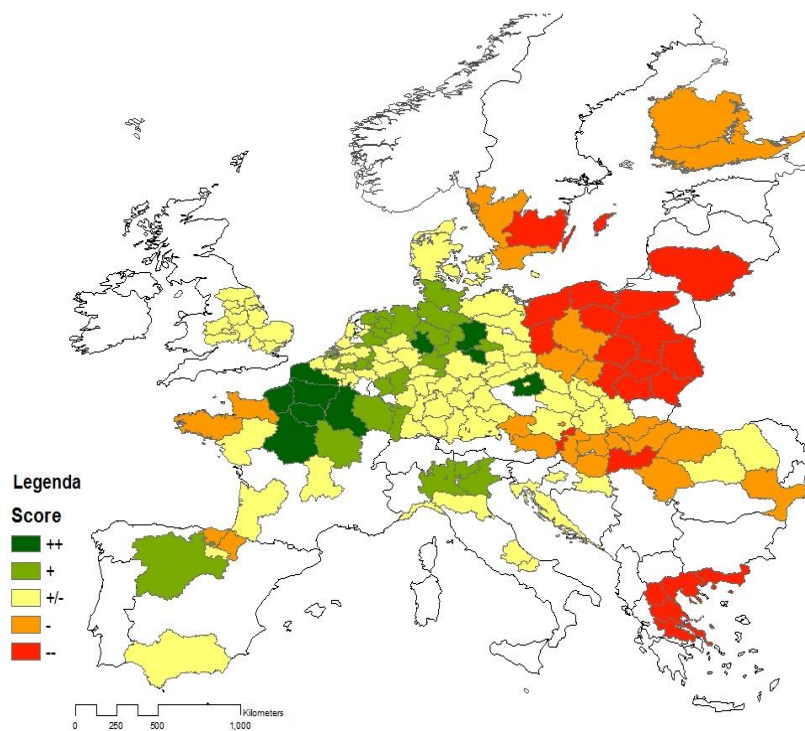 Legenda
Score
++
+
+/-
-
--
Kilometers
0 250 500 1,000